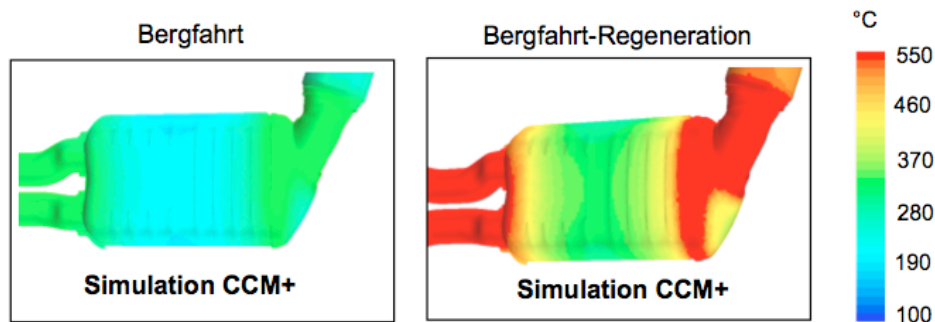 Bergfahrt
Bergfahrt-Regeneration
°C
550
460
370
280
190
100
Simulation CCM+
Simulation CCM+